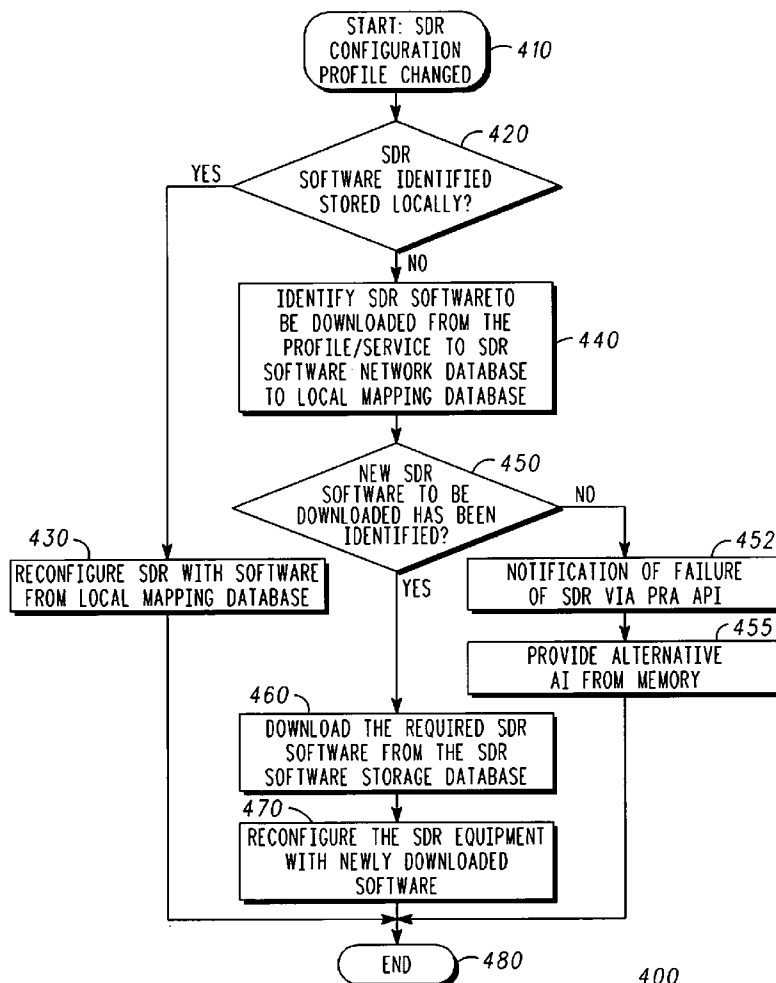 START: SDR
CONFIGURATION
PROFILE CHANGED
410
420
SDR
SOFTWARE IDENTIFIED
STORED LOCALLY?
YES
NO
IDENTIFY SDR SOFTWARETO
BE DOWNLOADED FROM THE
PROFILE/SERVICE TO SDR
SOFTWARE NETWORK DATABASE
TO LOCAL MAPPING DATABASE
440
450
NEW SDR
SOFTWARE TO BE
DOWNLOADED HAS BEEN
IDENTIFIED?
NO
YES
430
RECONFIGURE SDR WITH SOFTWARE
FROM LOCAL MAPPING DATABASE
452
NOTIFICATION OF FAILURE
OF SDR VIA PRA API
455
PROVIDE ALTERNATIVE
AI FROM MEMORY
460
DOWNLOAD THE REQUIRED SDR
SOFTWARE FROM THE SDR
SOFTWARE STORAGE DATABASE
470
RECONFIGURE THE SDR EQUIPMENT
WITH NEWLY DOWNLOADED
SOFTWARE
END
480
400